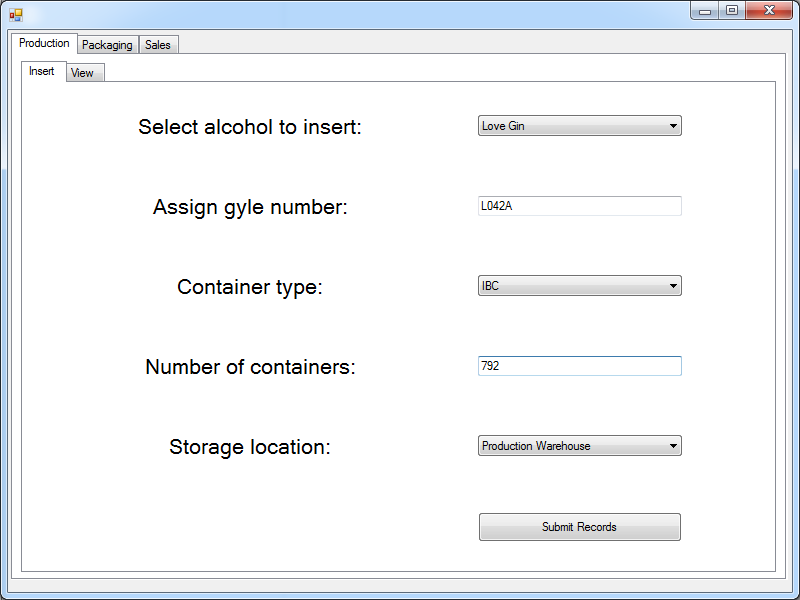 Production Packaging Sales
Insert View
Select alcohol to insert: Love Gin
Assign gyle number: L042A
Container type: IBC
Number of containers: 792
Storage location: Production Warehouse
Submit Records